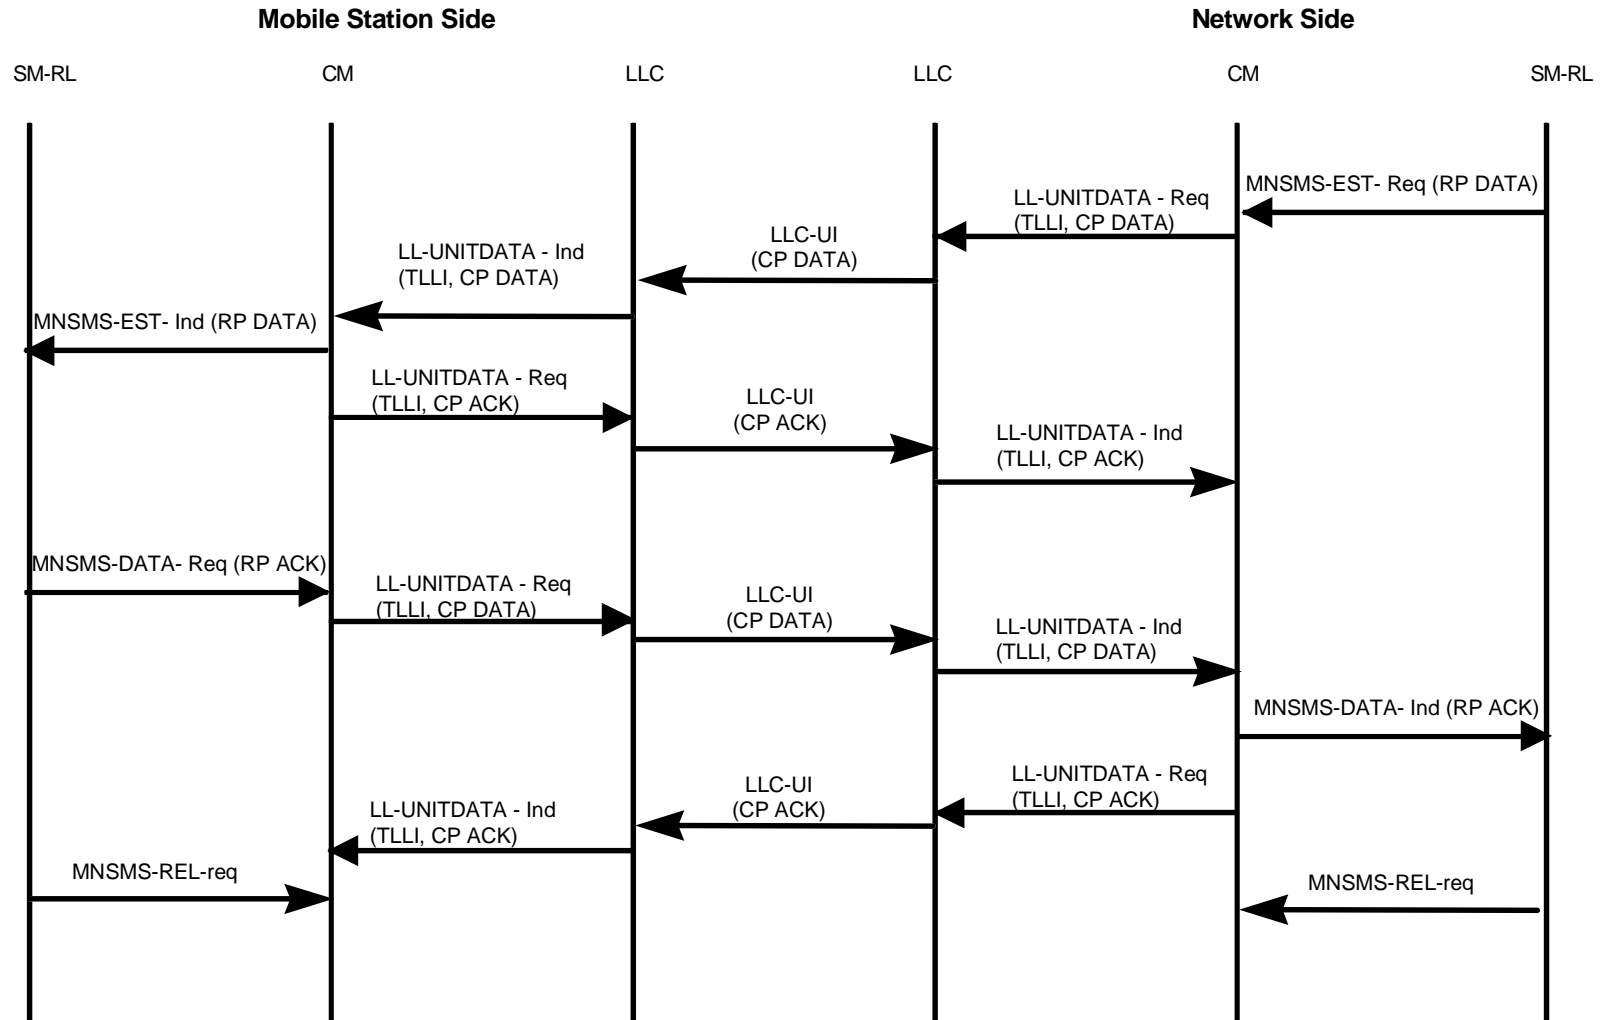 Mobile Station Side
Network Side
SM-RL
CM
LLC
LLC
CM
SM-RL
MNSMS-EST- Req (RP DATA)
LL-UNITDATA - Req
(TLLI, CP DATA)
LLC-UI
(CP DATA)
LL-UNITDATA - Ind
(TLLI, CP DATA)
MNSMS-EST- Ind (RP DATA)
LL-UNITDATA - Req
(TLLI, CP ACK)
LLC-UI
(CP ACK)
LL-UNITDATA - Ind
(TLLI, CP ACK)
MNSMS-DATA- Req (RP ACK)
LL-UNITDATA - Req
(TLLI, CP DATA)
LLC-UI
(CP DATA)
LL-UNITDATA - Ind
(TLLI, CP DATA)
MNSMS-DATA- Ind (RP ACK)
LL-UNITDATA - Req
(TLLI, CP ACK)
LLC-UI
(CP ACK)
LL-UNITDATA - Ind
(TLLI, CP ACK)
MNSMS-REL-req
MNSMS-REL-req